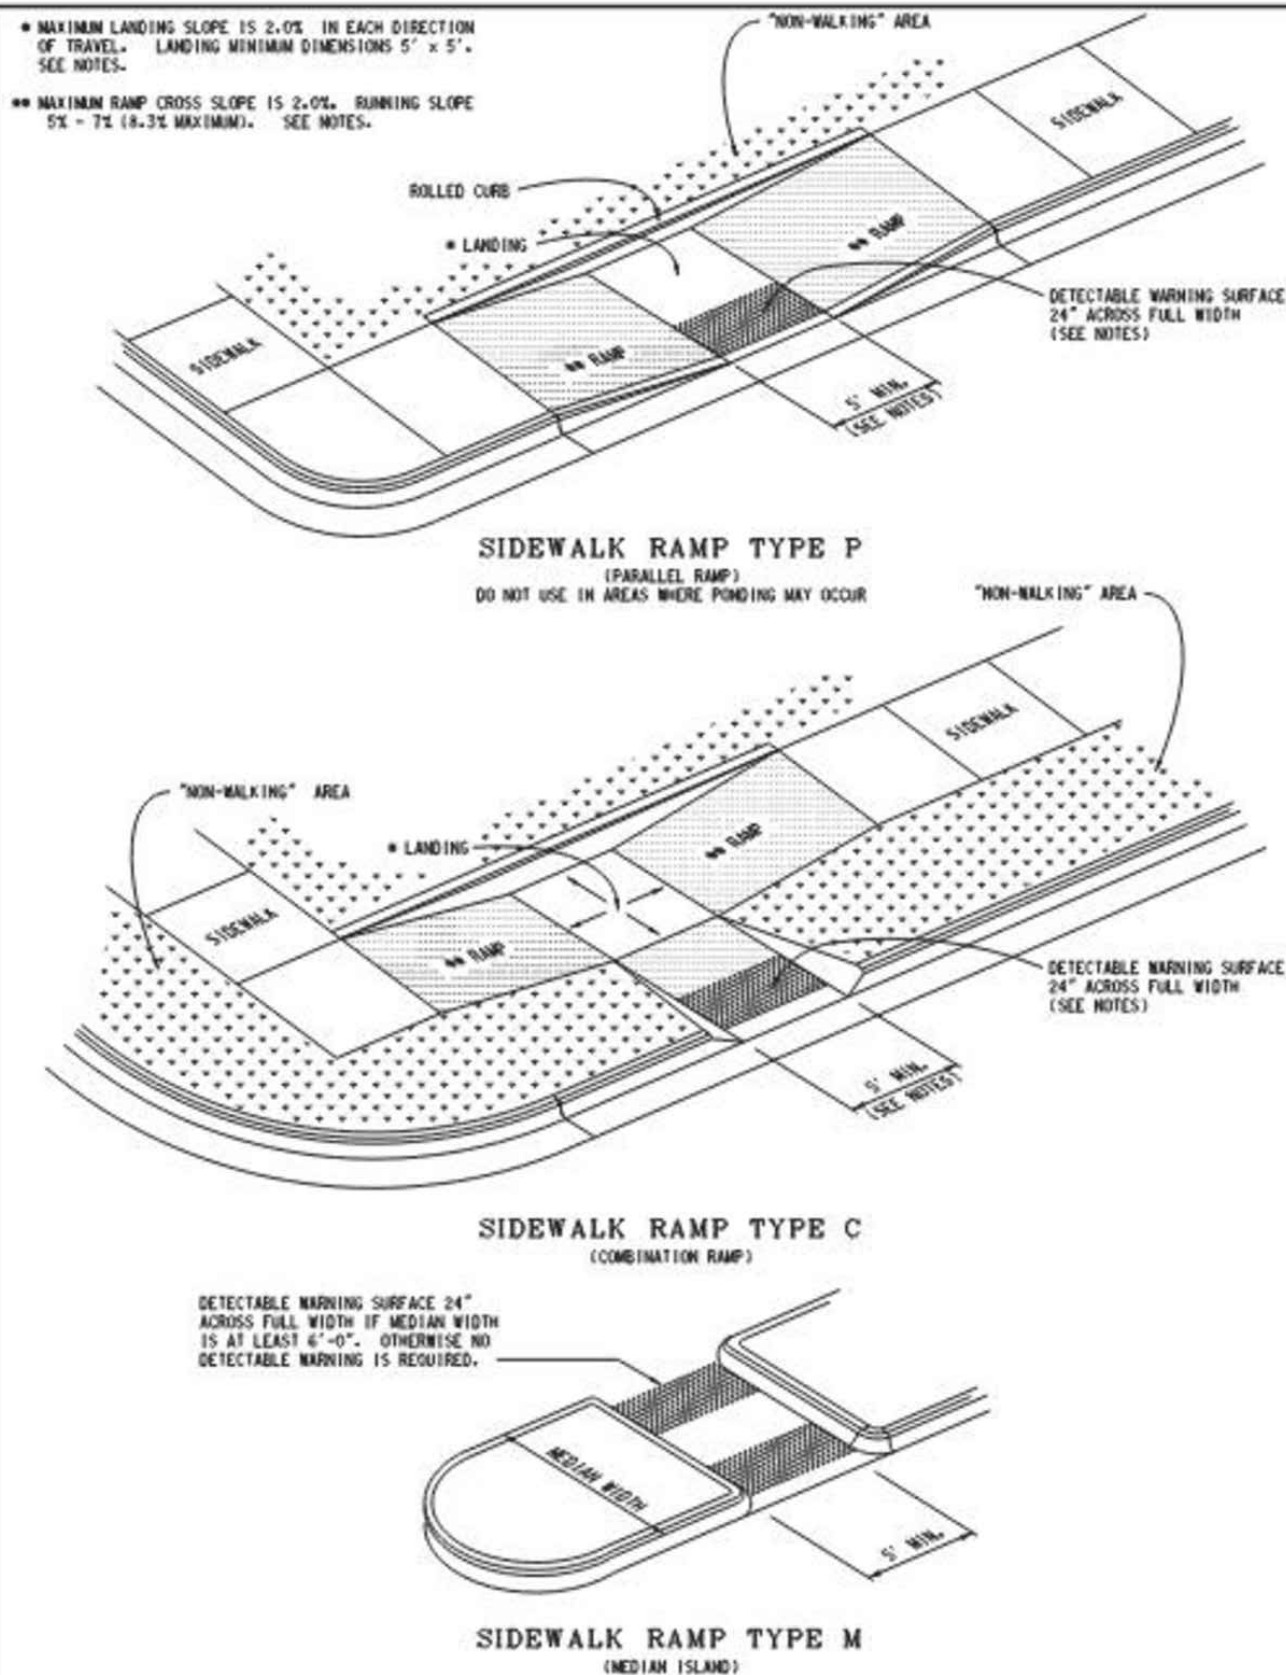 * MAXIMUM LANDING SLOPE IS 2.0% IN EACH DIRECTION
OF TRAVEL. LANDING MINIMUM DIMENSIONS 5' x 5'.
SEE NOTES.
** MAXIMUM RAMP CROSS SLOPE IS 2.0%. RUNNING SLOPE
5% - 7% (8.3% MAXIMUM). SEE NOTES.
"NON-WALKING" AREA
SIDEWALK
ROLLED CURB
* LANDING
** RAMP
DETECTABLE WARNING SURFACE
24" ACROSS FULL WIDTH
(SEE NOTES)
SIDEWALK
** RAMP
5' MIN.
(SEE NOTES)
SIDEWALK RAMP TYPE P
(PARALLEL RAMP)
DO NOT USE IN AREAS WHERE PONDING MAY OCCUR
"NON-WALKING" AREA
SIDEWALK
"NON-WALKING" AREA
* LANDING
** RAMP
SIDEWALK
** RAMP
DETECTABLE WARNING SURFACE
24" ACROSS FULL WIDTH
(SEE NOTES)
5' MIN.
(SEE NOTES)
SIDEWALK RAMP TYPE C
(COMBINATION RAMP)
DETECTABLE WARNING SURFACE 24"
ACROSS FULL WIDTH IF MEDIAN WIDTH
IS AT LEAST 6'-0". OTHERWISE NO
DETECTABLE WARNING IS REQUIRED.
MEDIAN WIDTH
5' MIN.
SIDEWALK RAMP TYPE M
(MEDIAN ISLAND)